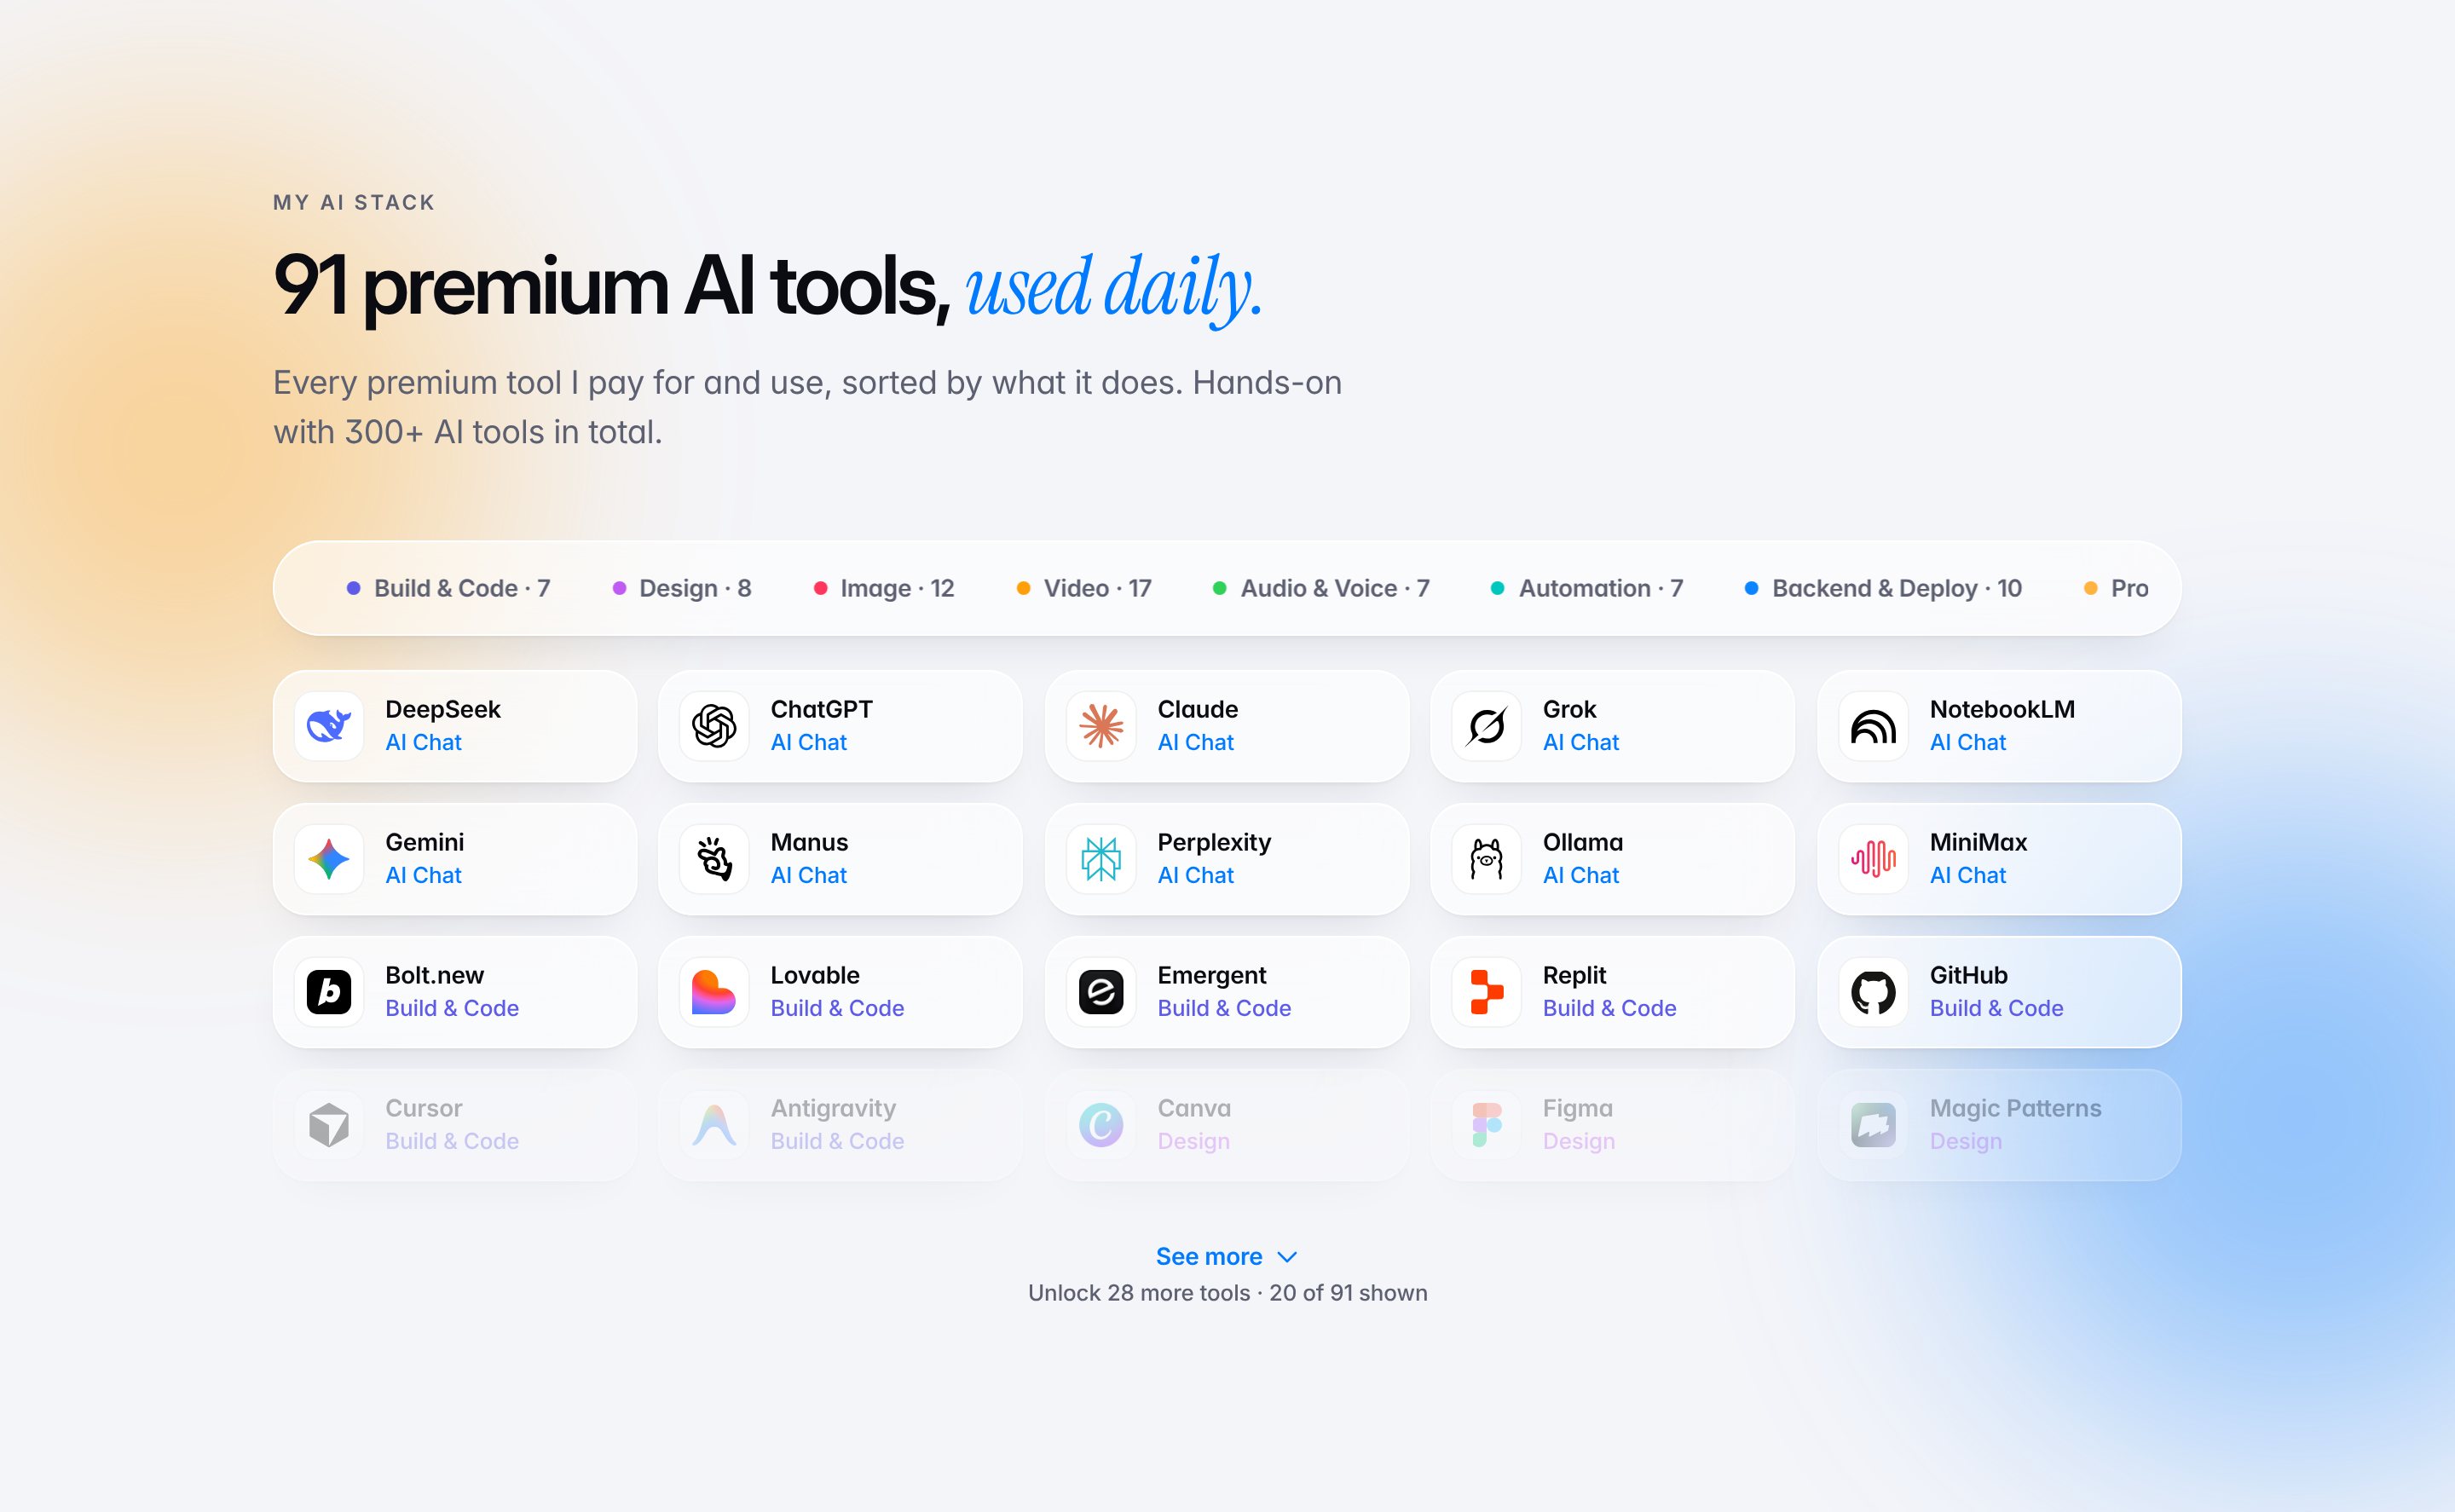 MY AI STACK
91 premium AI tools, used daily.
Every premium tool I pay for and use, sorted by what it does. Hands-on
with 300+ AI tools in total.
Build & Code · 7
Design · 8
Image · 12
Video · 17
Audio & Voice · 7
Automation · 7
Backend & Deploy · 10
Pro
DeepSeek
AI Chat
ChatGPT
AI Chat
Claude
AI Chat
Grok
AI Chat
NotebookLM
AI Chat
Gemini
AI Chat
Manus
AI Chat
Perplexity
AI Chat
Ollama
AI Chat
MiniMax
AI Chat
Bolt.new
Build & Code
Lovable
Build & Code
Emergent
Build & Code
Replit
Build & Code
GitHub
Build & Code
Cursor
Build & Code
Antigravity
Build & Code
Canva
Design
Figma
Design
Magic Patterns
Design
See more
Unlock 28 more tools · 20 of 91 shown